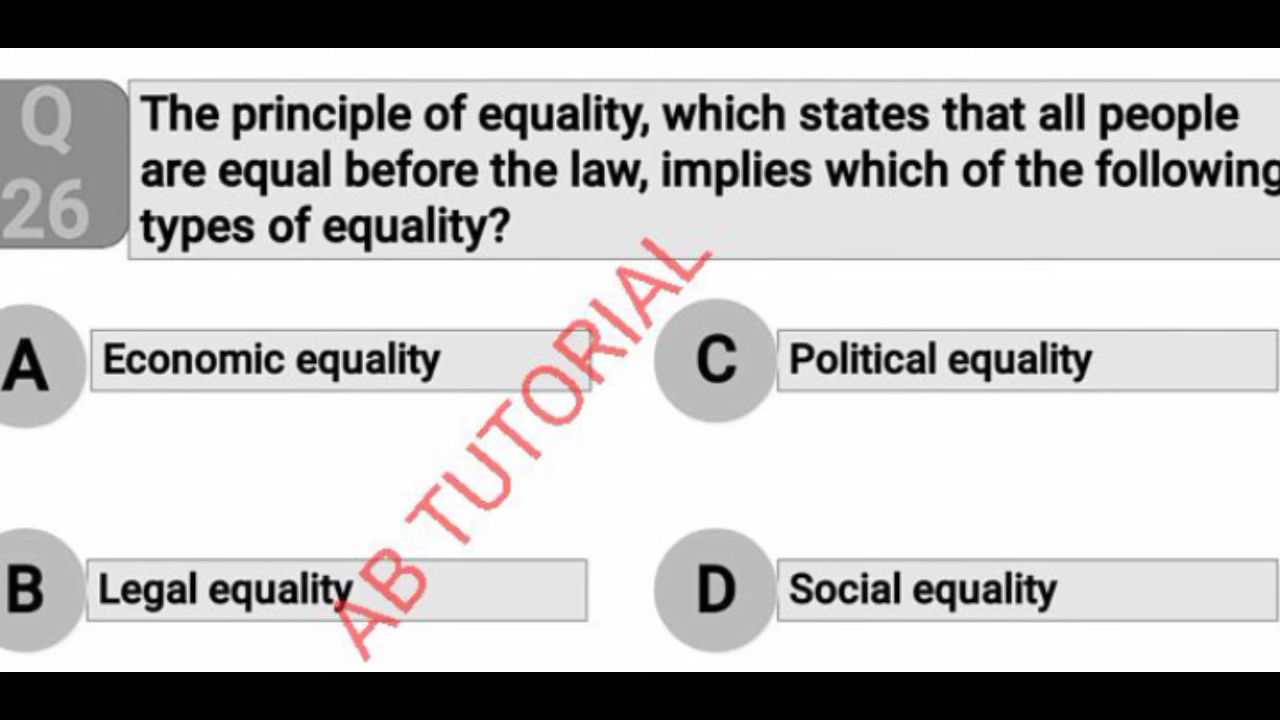 Q
26
The principle of equality, which states that all people
are equal before the law, implies which of the following
types of equality?
A
Economic equality
C
Political equality
B
Legal equality
D
Social equality
AB TUTORIAL